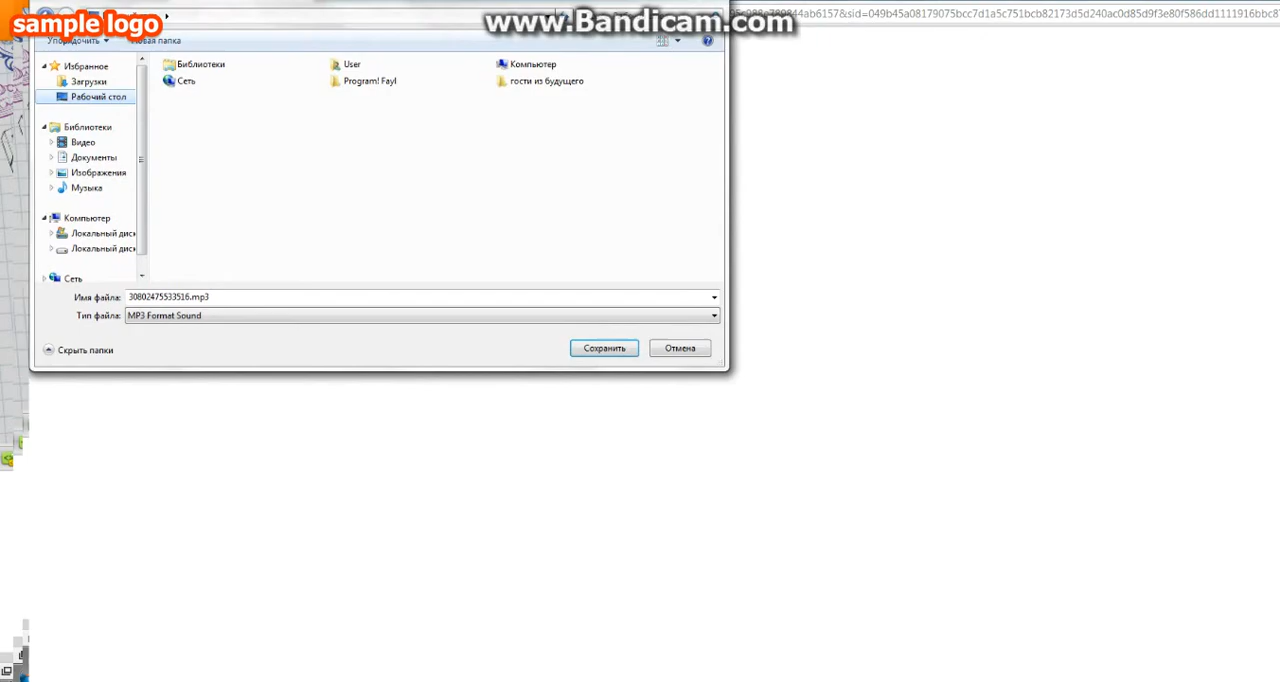 sample logo
www.Bandicam.com
Упорядочить
Новая папка
Избранное
Загрузки
Рабочий стол
Библиотеки
Видео
Документы
Изображения
Музыка
Компьютер
Локальный диск
Локальный диск
Сеть
Библиотеки
User
Компьютер
Сеть
Program! Fayl
гости из будущего
Имя файла: 30802475533516.mp3
Тип файла: MP3 Format Sound
Скрыть папки
Сохранить
Отмена